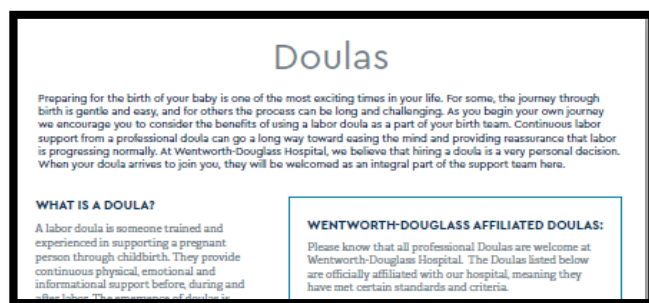 Doulas
Preparing for the birth of your baby is one of the most exciting times in your life. For some, the journey through
birth is gentle and easy, and for others the process can be long and challenging. As you begin your own journey
we encourage you to consider the benefits of using a labor doula as a part of your birth team. Continuous labor
support from a professional doula can go a long way toward easing the mind and providing reassurance that labor
is progressing normally. At Wentworth-Douglass Hospital, we believe that hiring a doula is a very personal decision.
When your doula arrives to join you, they will be welcomed as an integral part of the support team here.
WHAT IS A DOULA?
A labor doula is someone trained and
experienced in supporting a pregnant
person through childbirth. They provide
continuous physical, emotional and
informational support before, during and
after labor. The emergence of doulas is
WENTWORTH-DOUGLASS AFFILIATED DOULAS:
Please know that all professional Doulas are welcome at
Wentworth-Douglass Hospital. The Doulas listed below
are officially affiliated with our hospital, meaning they
have met certain standards and criteria.